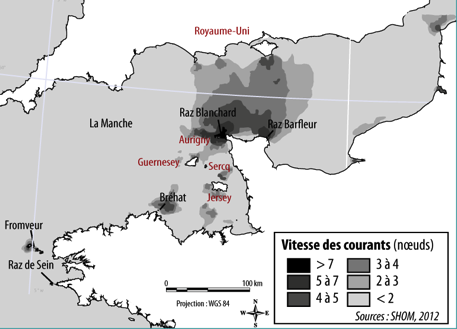 Royaume-Uni
Raz Blanchard
La Manche
Raz Barfleur
Aurigny
Guernesey
Sercq
Bréhat
Jersey
Fromveur
Raz de Sein
Vitesse des courants (nœuds)
> 7
3 à 4
5 à 7
2 à 3
4 à 5
< 2
Sources : SHOM, 2012
0
100 km
Projection : WGS 84
N
W
E
S